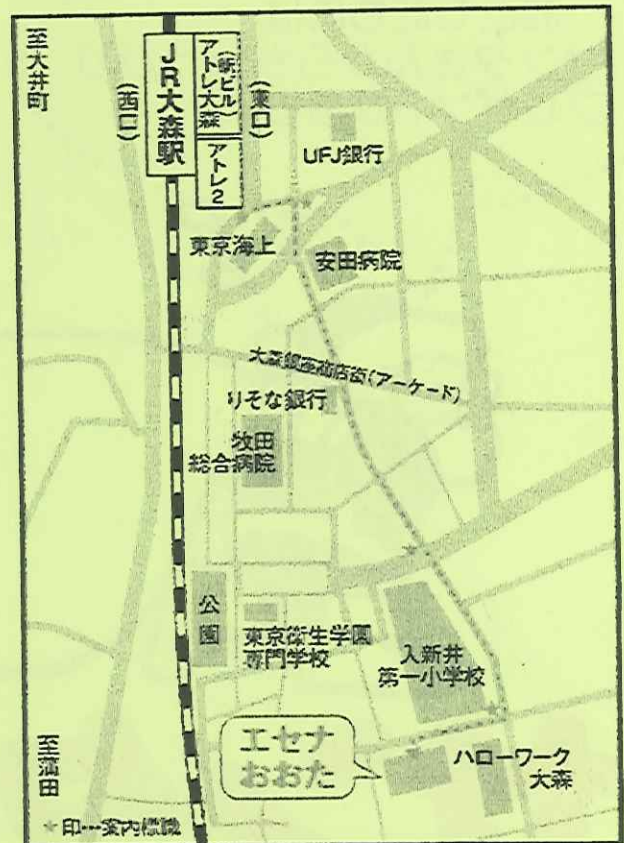 至大井町
(西口)
JR大森駅
(駅ビル)
アトレ大森
アトレ2
(東口)
UFJ銀行
東京海上
安田病院
大森銀座商店街(アーケード)
りそな銀行
牧田
総合病院
公園
東京衛生学園
専門学校
入新井
第一小学校
エセナ
おおた
ハローワーク
大森
至蒲田
★印…案内標識